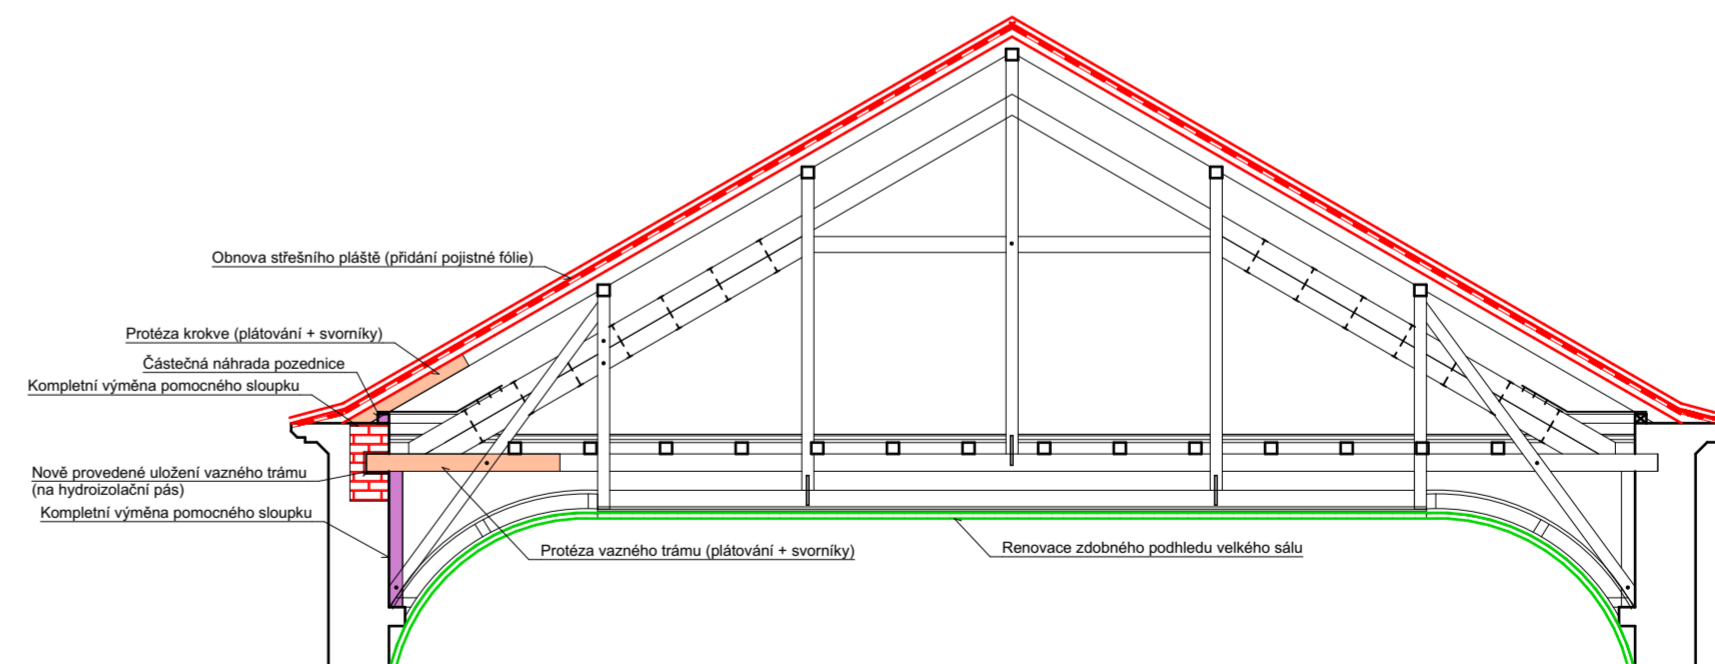 Obnova střešního pláště (přidání pojistné fólie)
Protéza krokve (plátování + svorníky)
Částečná náhrada pozednice
Kompletní výměna pomocného sloupku
Nově provedené uložení vazného trámu
(na hydroizolační pás)
Kompletní výměna pomocného sloupku
Protéza vazného trámu (plátování + svorníky)
Renovace zdobného podhledu velkého sálu